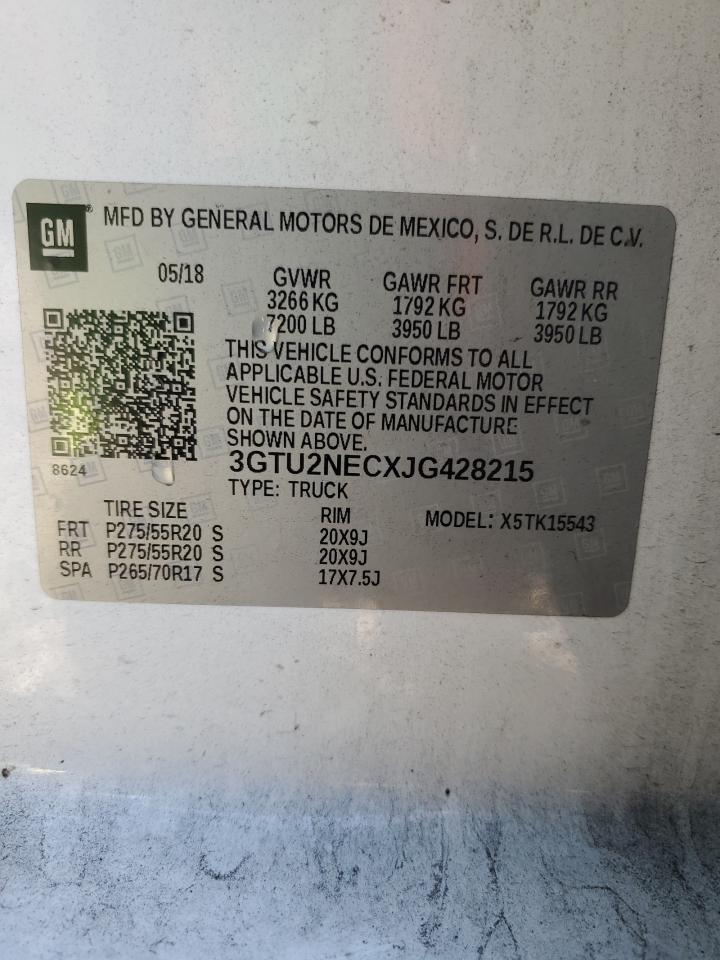 GM ® MFD BY GENERAL MOTORS DE MEXICO, S. DE R.L. DE C.V.
05/18 GVWR GAWR FRT GAWR RR
3266 KG 1792 KG 1792 KG
7200 LB 3950 LB 3950 LB
THIS VEHICLE CONFORMS TO ALL
APPLICABLE U.S. FEDERAL MOTOR
VEHICLE SAFETY STANDARDS IN EFFECT
ON THE DATE OF MANUFACTURE
SHOWN ABOVE.
8624 3GTU2NECXJG428215
TYPE: TRUCK
TIRE SIZE RIM MODEL: X5TK15543
FRT P275/55R20 S 20X9J
RR P275/55R20 S 20X9J
SPA P265/70R17 S 17X7.5J